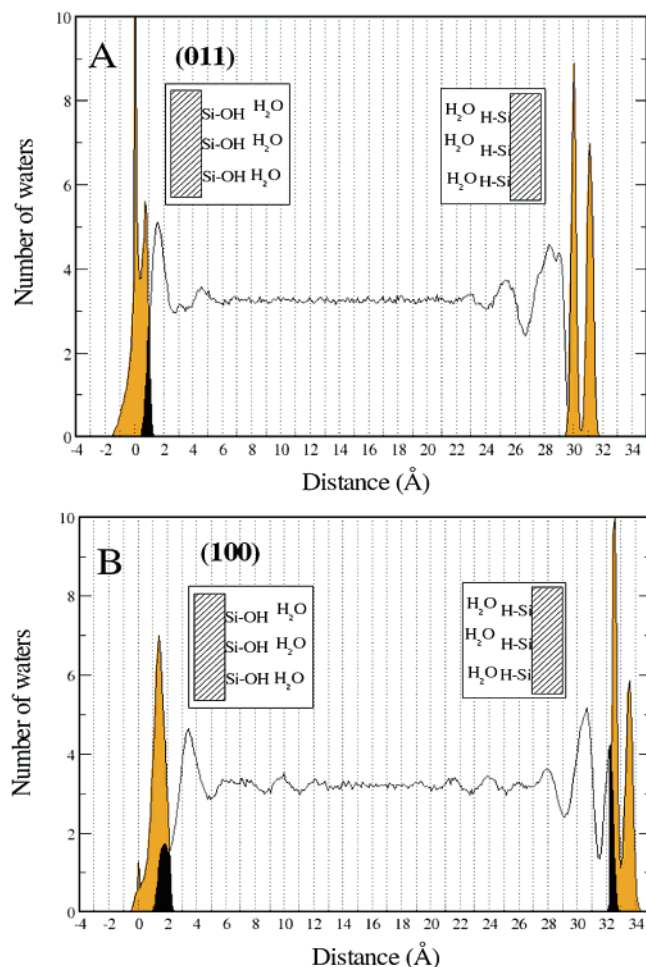 A
(011)
Si-OH H₂O
Si-OH H₂O
Si-OH H₂O
H₂O H-Si
H₂O H-Si
H₂O H-Si
10
8
6
4
2
0
Number of waters
-4 -2 0 2 4 6 8 10 12 14 16 18 20 22 24 26 28 30 32 34
Distance (Å)
B
(100)
Si-OH H₂O
Si-OH H₂O
Si-OH H₂O
H₂O H-Si
H₂O H-Si
H₂O H-Si
10
8
6
4
2
0
Number of waters
-4 -2 0 2 4 6 8 10 12 14 16 18 20 22 24 26 28 30 32 34
Distance (Å)